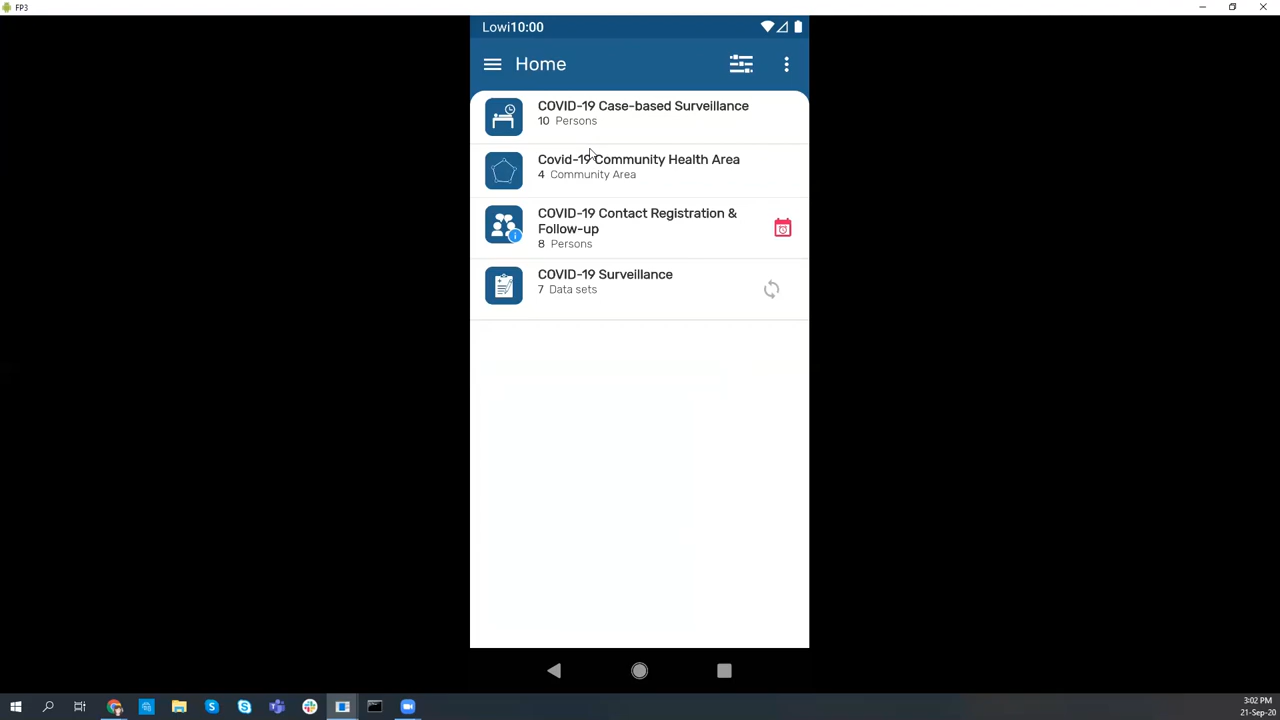 FP3
Lowi10:00
Home
COVID-19 Case-based Surveillance
10 Persons
Covid-19 Community Health Area
4 Community Area
COVID-19 Contact Registration &
Follow-up
8 Persons
COVID-19 Surveillance
7 Data sets
3:02 PM
21-Sep-20